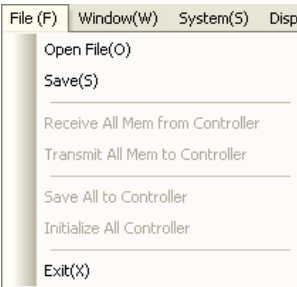 File (F) Window(W) System(S) Disp
Open File(O)
Save(S)
Receive All Mem from Controller
Transmit All Mem to Controller
Save All to Controller
Initialize All Controller
Exit(X)